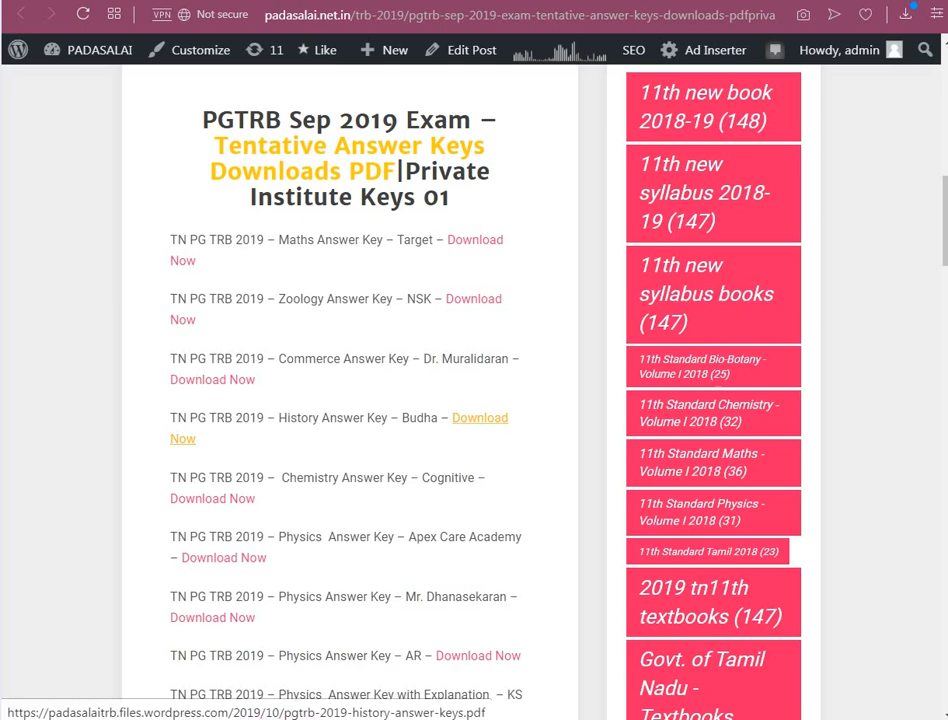 VPN Not secure padasalai.net.in/trb-2019/pgtrb-sep-2019-exam-tentative-answer-keys-downloads-pdfpriva
PADASALAI Customize 11 Like New Edit Post SEO Ad Inserter Howdy, admin
PGTRB Sep 2019 Exam –
Tentative Answer Keys
Downloads PDF|Private
Institute Keys 01
TN PG TRB 2019 – Maths Answer Key – Target – Download
Now
TN PG TRB 2019 – Zoology Answer Key – NSK – Download
Now
TN PG TRB 2019 – Commerce Answer Key – Dr. Muralidaran –
Download Now
TN PG TRB 2019 – History Answer Key – Budha – Download
Now
TN PG TRB 2019 – Chemistry Answer Key – Cognitive –
Download Now
TN PG TRB 2019 – Physics Answer Key – Apex Care Academy
– Download Now
TN PG TRB 2019 – Physics Answer Key – Mr. Dhanasekaran –
Download Now
TN PG TRB 2019 – Physics Answer Key – AR – Download Now
TN PG TRB 2019 – Physics Answer Key with Explanation – KS
11th new book
2018-19 (148)
11th new
syllabus 2018-
19 (147)
11th new
syllabus books
(147)
11th Standard Bio-Botany -
Volume I 2018 (25)
11th Standard Chemistry -
Volume I 2018 (32)
11th Standard Maths -
Volume I 2018 (36)
11th Standard Physics -
Volume I 2018 (31)
11th Standard Tamil 2018 (23)
2019 tn11th
textbooks (147)
Govt. of Tamil
Nadu -
Textbooks
https://padasalaitrb.files.wordpress.com/2019/10/pgtrb-2019-history-answer-keys.pdf